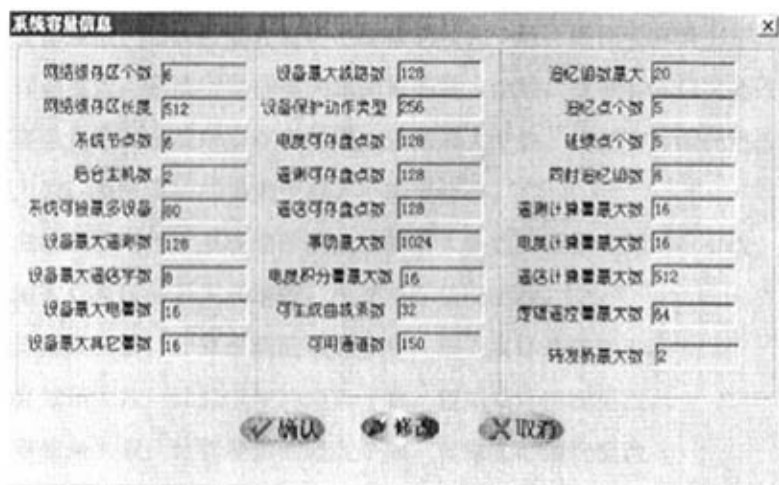 系统容量信息
网络缓存区个数 6
网络缓存区长度 512
系统节点数 6
后台主机数 2
系统可接最多设备 80
设备最大遥测数 128
设备最大遥信字数 8
设备最大电量数 16
设备最大其它量数 16
设备最大线路数 128
设备保护动作类型 256
电度可存盘点数 128
遥测可存盘点数 128
遥信可存盘点数 128
事项最大数 1024
电度积分量最大数 16
可生成曲线条数 32
可用通道数 150
追忆组数最大 20
追忆点个数 5
延续点个数 5
同时追忆组数 6
遥测计算量最大数 16
电度计算量最大数 16
遥信计算量最大数 512
遥控量最大数 64
转发桥最大数 2
确认 修改 取消